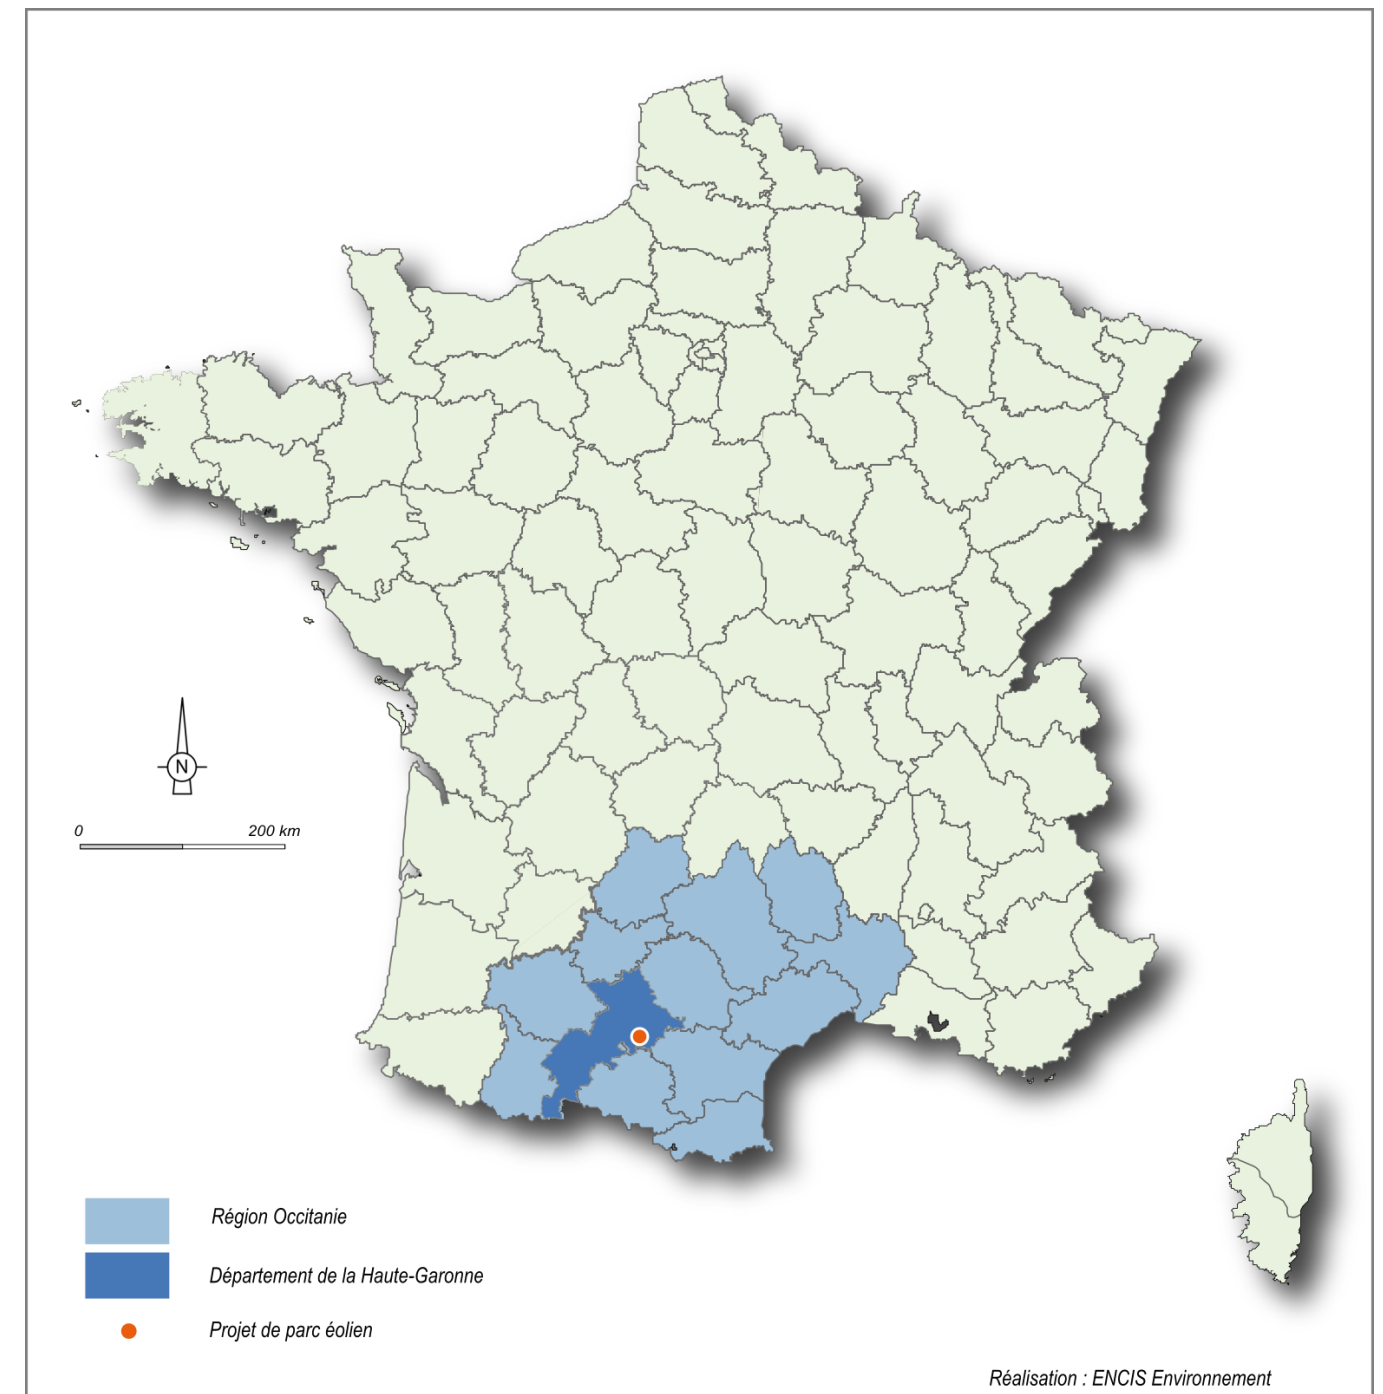 N
0 200 km
Région Occitanie
Département de la Haute-Garonne
Projet de parc éolien
Réalisation : ENCIS Environnement